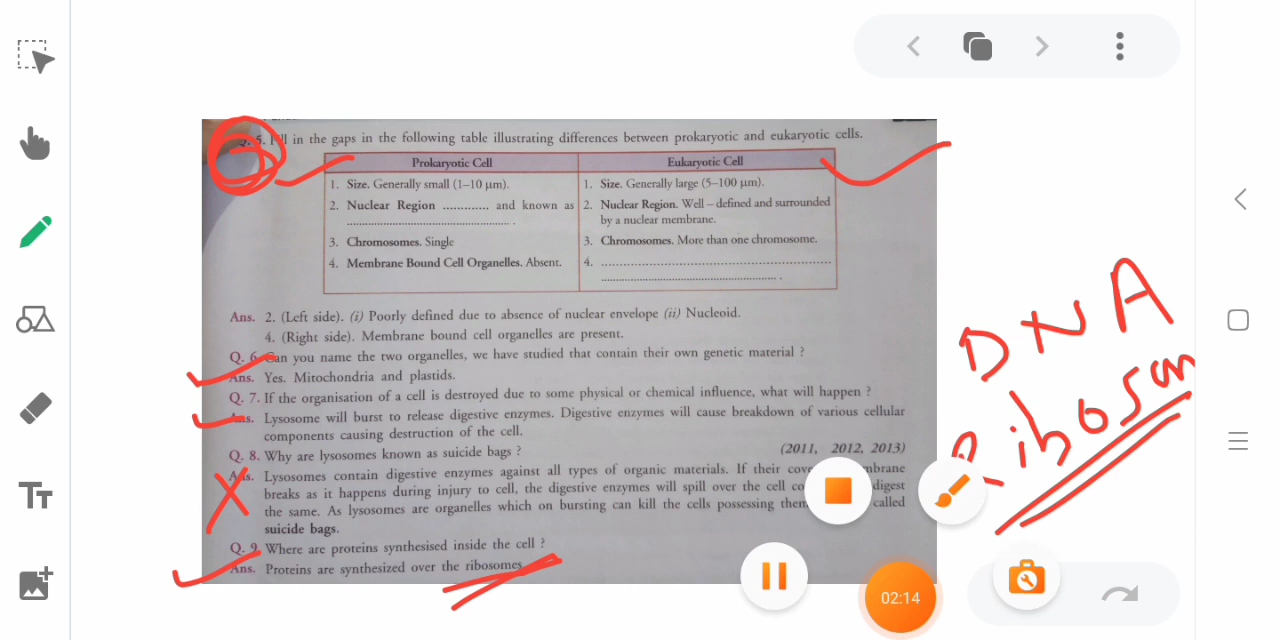 Q. 5. Fill in the gaps in the following table illustrating differences between prokaryotic and eukaryotic cells.
Prokaryotic Cell
1. Size. Generally small (1–10 μm).
2. Nuclear Region ............. and known as
.......................................................... .
3. Chromosomes. Single
4. Membrane Bound Cell Organelles. Absent.
Eukaryotic Cell
1. Size. Generally large (5–100 μm).
2. Nuclear Region. Well – defined and surrounded
by a nuclear membrane.
3. Chromosomes. More than one chromosome.
4. ..................................................................
.................................................. .
Ans. 2. (Left side). (i) Poorly defined due to absence of nuclear envelope (ii) Nucleoid.
4. (Right side). Membrane bound cell organelles are present.
Q. 6. Can you name the two organelles, we have studied that contain their own genetic material ?
Ans. Yes. Mitochondria and plastids.
Q. 7. If the organisation of a cell is destroyed due to some physical or chemical influence, what will happen ?
Ans. Lysosome will burst to release digestive enzymes. Digestive enzymes will cause breakdown of various cellular
components causing destruction of the cell.
Q. 8. Why are lysosomes known as suicide bags ? (2011, 2012, 2013)
Ans. Lysosomes contain digestive enzymes against all types of organic materials. If their
breaks as it happens during injury to cell, the digestive enzymes will spill over the cell digest
the same. As lysosomes are organelles which on bursting can kill the cells possessing called
suicide bags.
Q. 9. Where are proteins synthesised inside the cell ?
Ans. Proteins are synthesized over the ribosomes
DNA
Tт
02:14